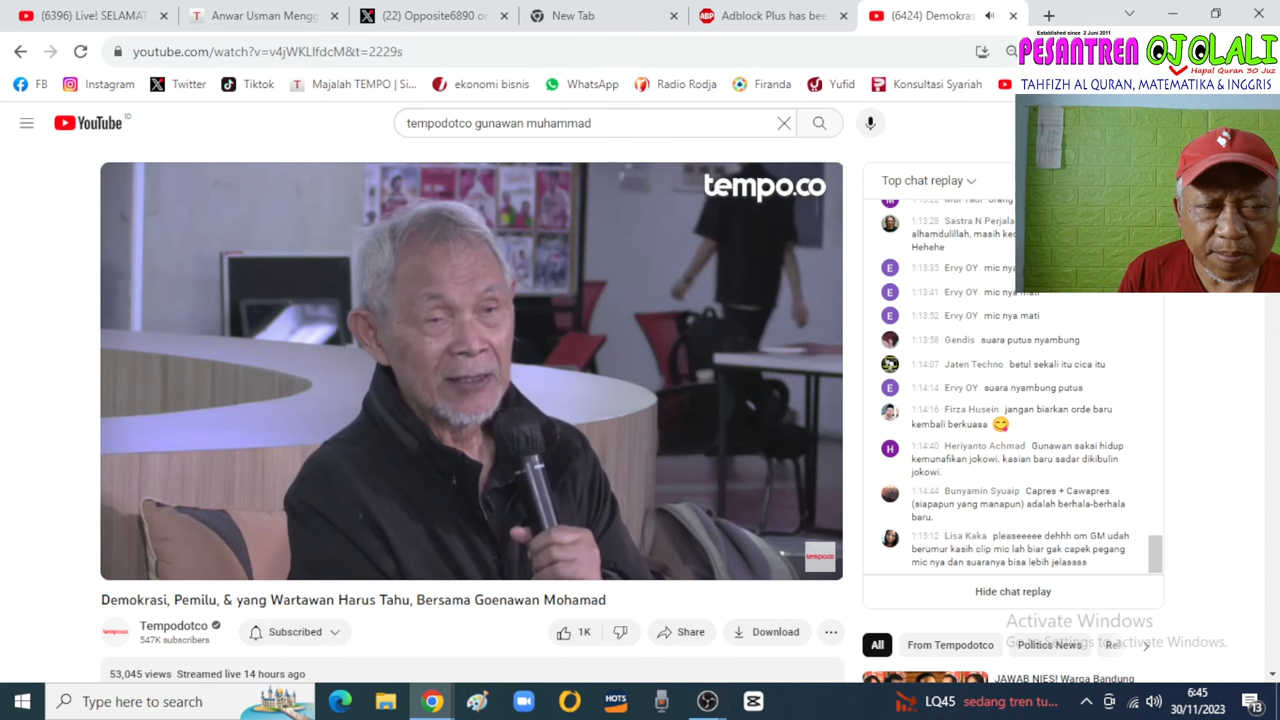 (6396) Live! SELAMAT
Anwar Usman Mengg
(22) Opposite6890 or
New Tab
Adblock Plus has bee
(6424) Demokras
Established since 2 Juni 2011
PESANTREN OJOLALI
Hapal Quran 30 Juz
TAHFIZH AL QURAN, MATEMATIKA & INGGRIS
youtube.com/watch?v=v4jWKLlfdcM&t=2252s
FB
Instagram
Twitter
Tiktok
Majalah TEMPO | Si...
ekonomi bisnis
WhatsApp
Radio Rodja
Firanda
Yufid
Konsultasi Syariah
YouTube ID
tempodotco gunawan muhammad
tempo.co
Top chat replay
1:13:28 Sastra N Perjala
alhamdulillah, masih
Hehehe
1:13:35 Ervy OY mic nya
1:13:41 Ervy OY mic nya mati
1:13:52 Ervy OY mic nya mati
1:13:58 Gendis suara putus nyambung
1:14:07 Jaten Techno betul sekali itu cica itu
1:14:14 Ervy OY suara nyambung putus
1:14:16 Firza Husein jangan biarkan orde baru
kembali berkuasa 😋
1:14:40 Heriyanto Achmad Gunawan saksi hidup
kemunafikan jokowi. kasian baru sadar dikibulin
jokowi.
1:14:44 Bunyamin Syuaip Capres + Cawapres
(siapapun yang manapun) adalah berhala-berhala
baru.
1:15:12 Lisa Kaka pleaseeeee dehhh om GM udah
berumur kasih clip mic lah biar gak capek pegang
mic nya dan suaranya bisa lebih jelassss
Hide chat replay
tempo.co
Demokrasi, Pemilu, & yang Wartawan Harus Tahu, Bersama Goenawan Mohamad
tempo.co
Tempodotco
547K subscribers
Subscribed
1K
Share
Download
Activate Windows
Go to Settings to activate Windows.
All
From Tempodotco
Politics News
Re
53,045 views Streamed live 14 hours ago
JAWAB NIES! Warga Bandung
Type here to search
HOTS
LQ45 sedang tren tu...
6:45
30/11/2023
13